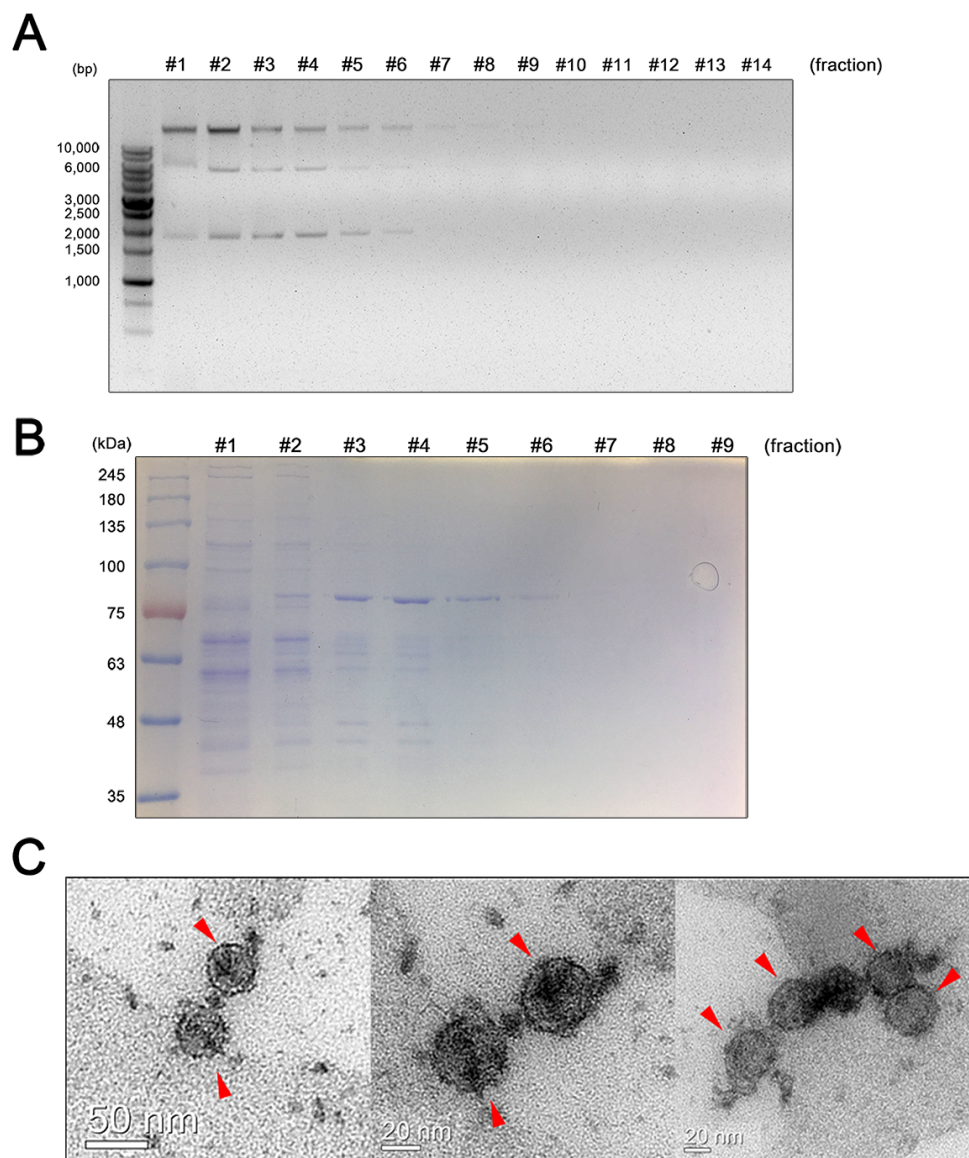 A
(bp) #1 #2 #3 #4 #5 #6 #7 #8 #9 #10 #11 #12 #13 #14 (fraction)
10,000
6,000
3,000
2,500
2,000
1,500
1,000
B
(kDa) #1 #2 #3 #4 #5 #6 #7 #8 #9 (fraction)
245
180
135
100
75
63
48
35
C
50 nm 20 nm 20 nm